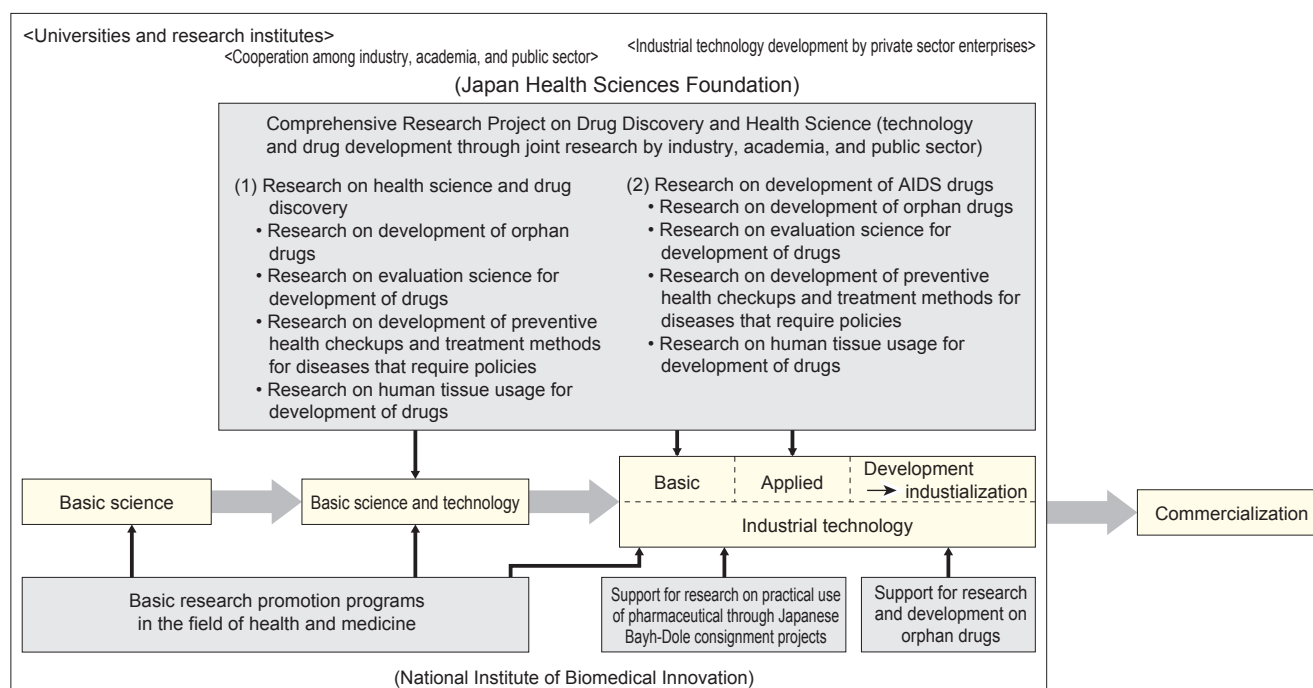 <Universities and research institutes>
<Cooperation among industry, academia, and public sector>
<Industrial technology development by private sector enterprises>
(Japan Health Sciences Foundation)
Comprehensive Research Project on Drug Discovery and Health Science (technology
and drug development through joint research by industry, academia, and public sector)
(1) Research on health science and drug
discovery
• Research on development of orphan
drugs
• Research on evaluation science for
development of drugs
• Research on development of preventive
health checkups and treatment methods
for diseases that require policies
• Research on human tissue usage for
development of drugs
(2) Research on development of AIDS drugs
• Research on development of orphan drugs
• Research on evaluation science for
development of drugs
• Research on development of preventive
health checkups and treatment methods for
diseases that require policies
• Research on human tissue usage for
development of drugs
Basic science
Basic science and technology
Basic
Applied
Development
industialization
Industrial technology
Commercialization
Basic research promotion programs
in the field of health and medicine
Support for research on practical use
of pharmaceutical through Japanese
Bayh-Dole consignment projects
Support for research
and development on
orphan drugs
(National Institute of Biomedical Innovation)